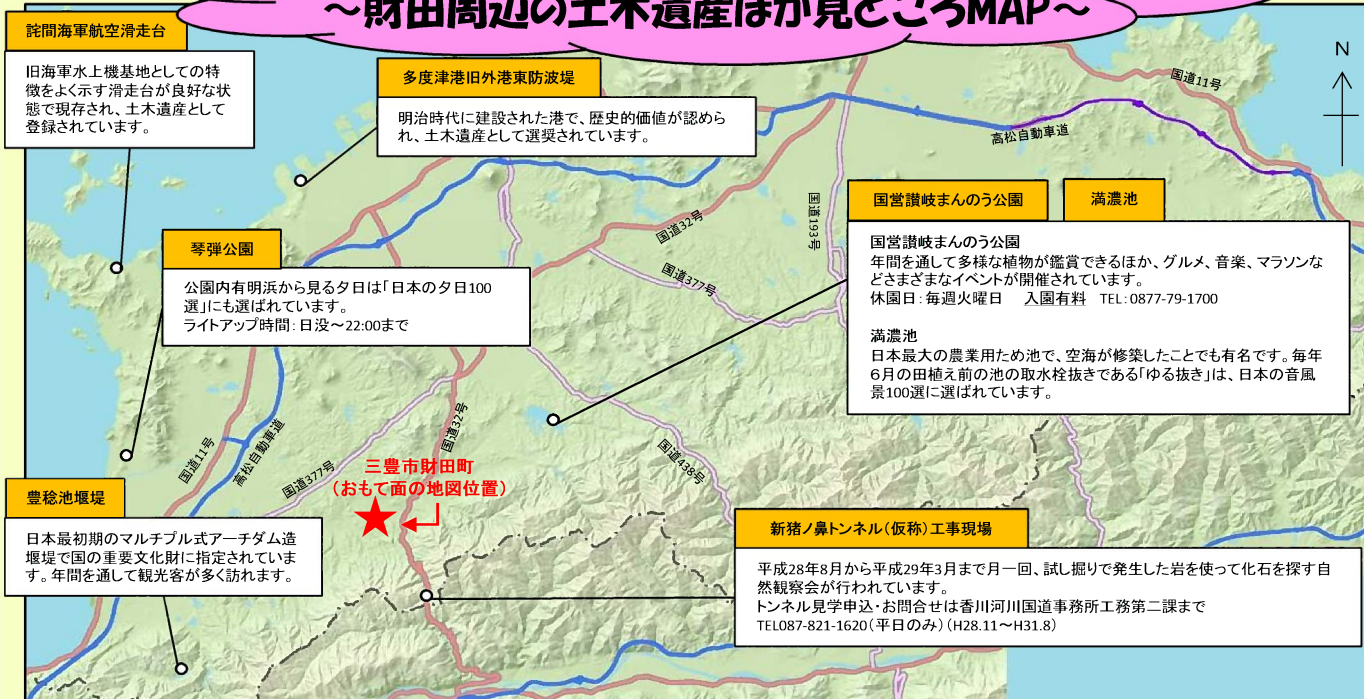 ～財田周辺の土木遺産ほか見どころMAP～
詫間海軍航空滑走台
旧海軍水上機基地としての特
徴をよく示す滑走台が良好な状
態で現存され、土木遺産として
登録されています。
多度津港旧外港東防波堤
明治時代に建設された港で、歴史的価値が認めら
れ、土木遺産として選奨されています。
N
国道11号
高松自動車道
国道193号
国道32号
国道377号
国営讃岐まんのう公園
満濃池
国営讃岐まんのう公園
年間を通して多様な植物が鑑賞できるほか、グルメ、音楽、マラソンな
どさまざまなイベントが開催されています。
休園日：毎週火曜日　入園有料　TEL：0877-79-1700
満濃池
日本最大の農業用ため池で、空海が修築したことでも有名です。毎年
6月の田植え前の池の取水栓抜きである「ゆる抜き」は、日本の音風
景100選に選ばれています。
琴弾公園
公園内有明浜から見る夕日は「日本の夕日100
選」にも選ばれています。
ライトアップ時間：日没～22:00まで
国道11号
高松自動車道
国道377号
国道32号
国道438号
三豊市財田町
（おもて面の地図位置）
豊稔池堰堤
日本最初期のマルチプル式アーチダム造
堰堤で国の重要文化財に指定されていま
す。年間を通して観光客が多く訪れます。
新猪ノ鼻トンネル（仮称）工事現場
平成28年8月から平成29年3月まで月一回、試し掘りで発生した岩を使って化石を探す自
然観察会が行われています。
トンネル見学申込・お問合せは香川河川国道事務所工務第二課まで
TEL087-821-1620（平日のみ）（H28.11～H31.8）